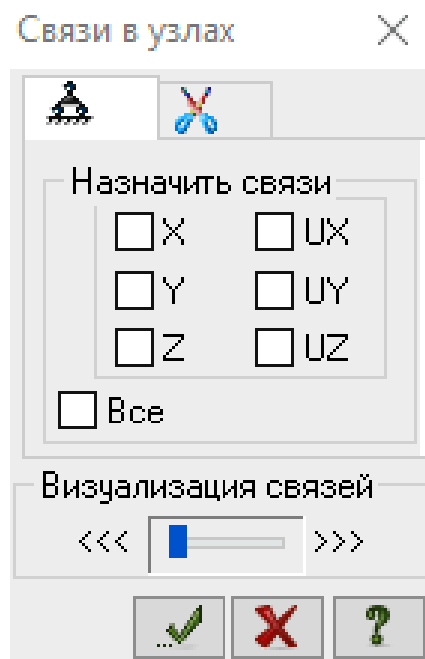 Связи в узлах
Назначить связи
X UX
Y UY
Z UZ
Все
Визуализация связей
<<< >>>